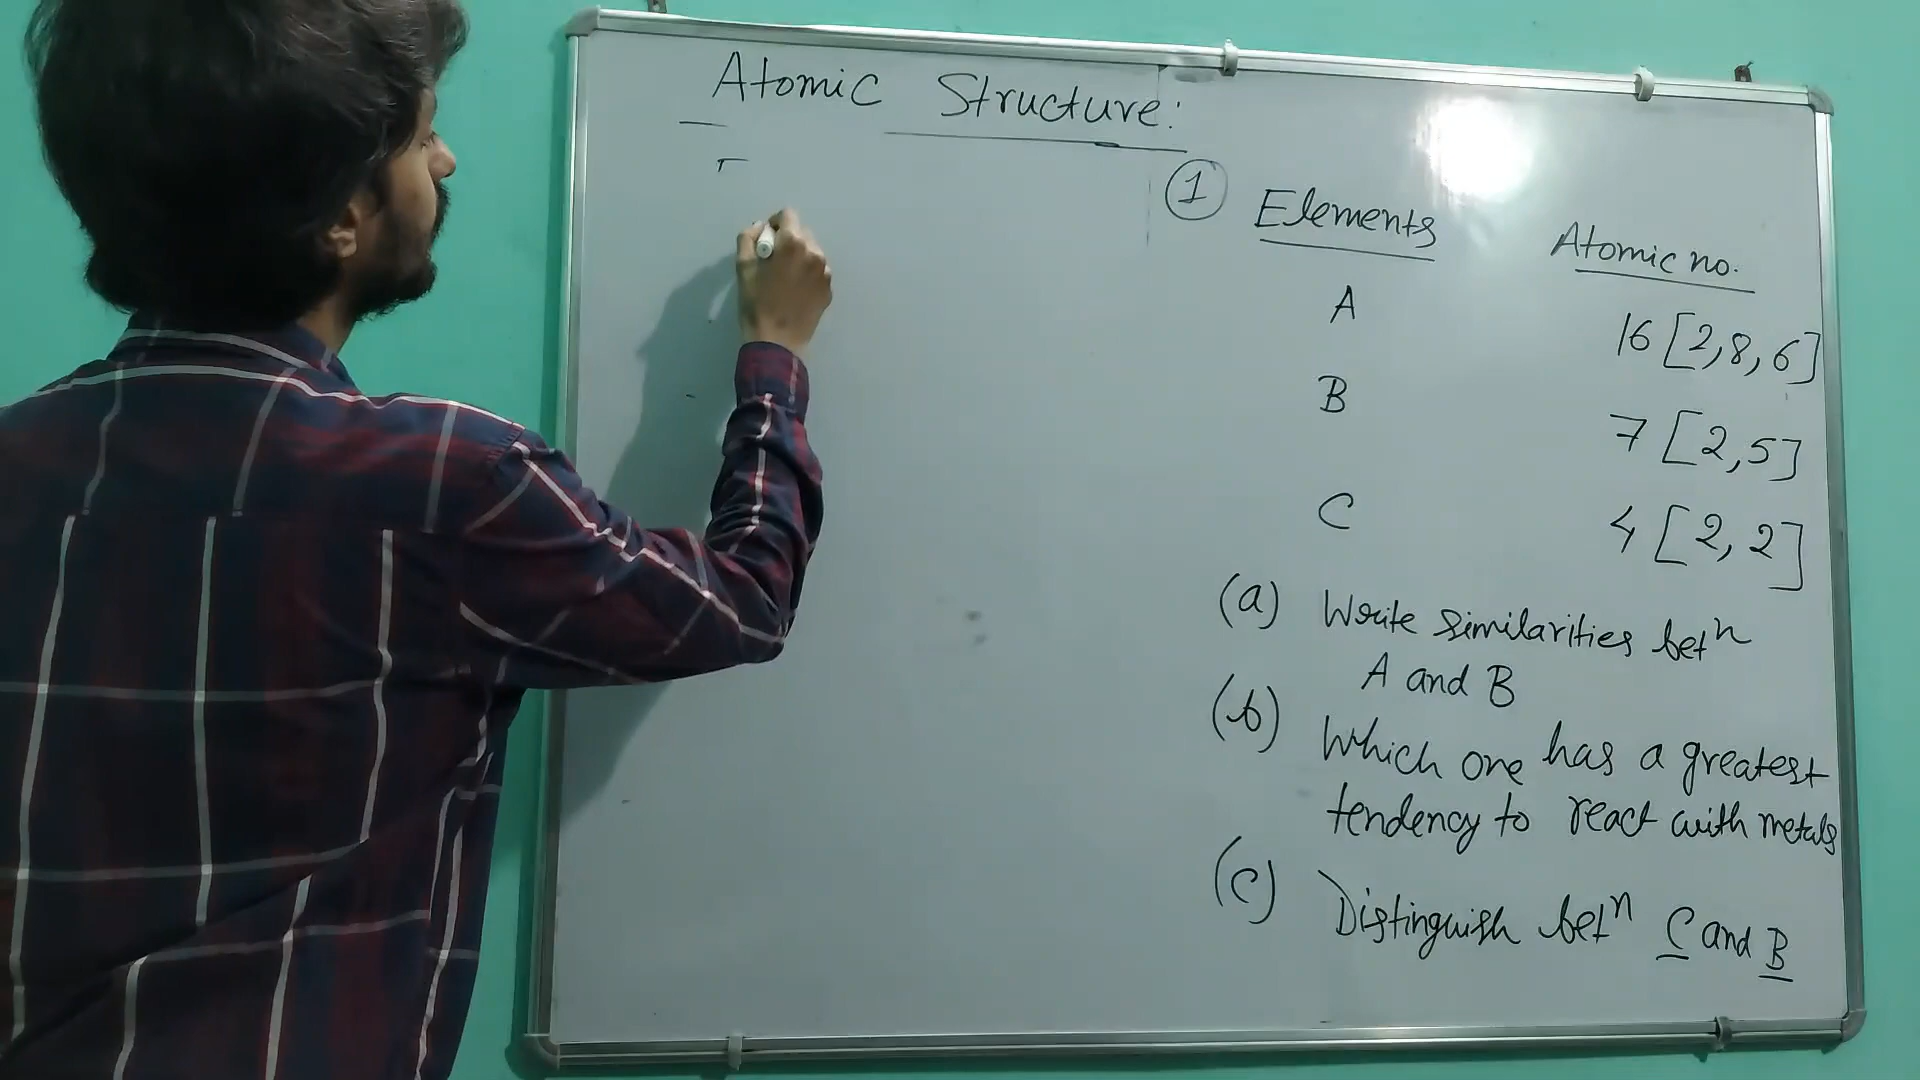 Atomic Structure:
1 Elements Atomic no.
A 16 [2,8,6]
B 7 [2,5]
C 4 [2,2]
(a) Write similarities betⁿ
A and B
(b) Which one has a greatest
tendency to react with metals
(c) Distinguish betⁿ C and B